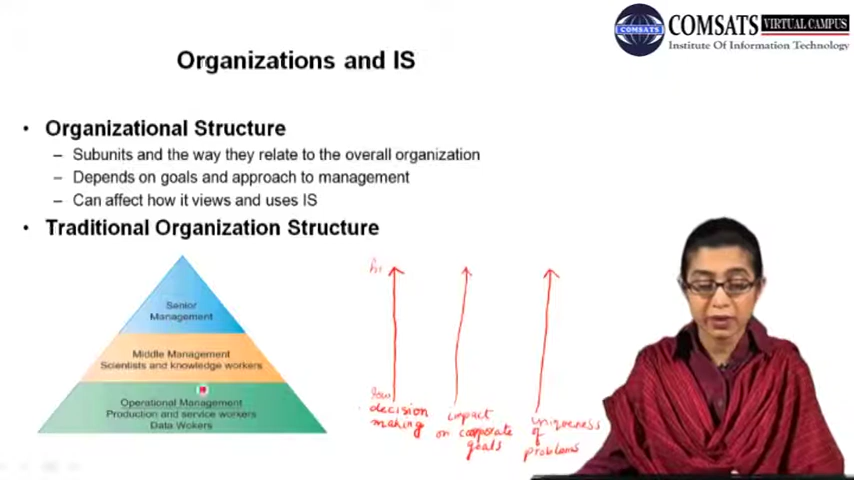 COMSATS VIRTUAL CAMPUS
COMSATS
Institute Of Information Technology
Organizations and IS
• Organizational Structure
– Subunits and the way they relate to the overall organization
– Depends on goals and approach to management
– Can affect how it views and uses IS
• Traditional Organization Structure
Senior
Management
Middle Management
Scientists and knowledge workers
Operational Management
Production and service workers
Data Wokers
hi
low
decision
making
impact
on corporate
goals
uniqueness
of
problems